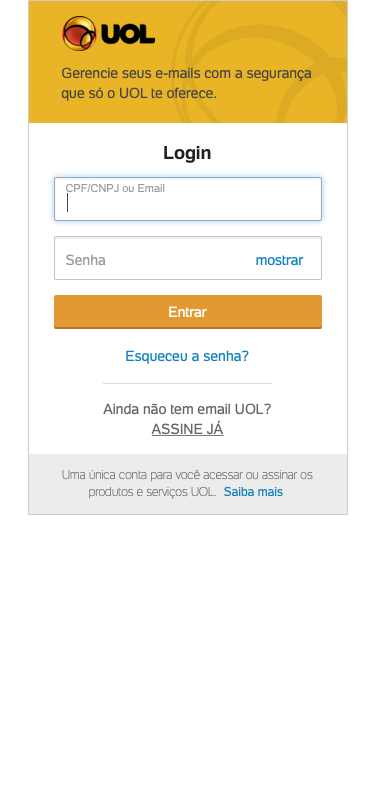 UOL
Gerencie seus e-mails com a segurança
que só o UOL te oferece.
Login
CPF/CNPJ ou Email
Senha
mostrar
Entrar
Esqueceu a senha?
Ainda não tem email UOL?
ASSINE JÁ
Uma única conta para você acessar ou assinar os
produtos e serviços UOL. Saiba mais